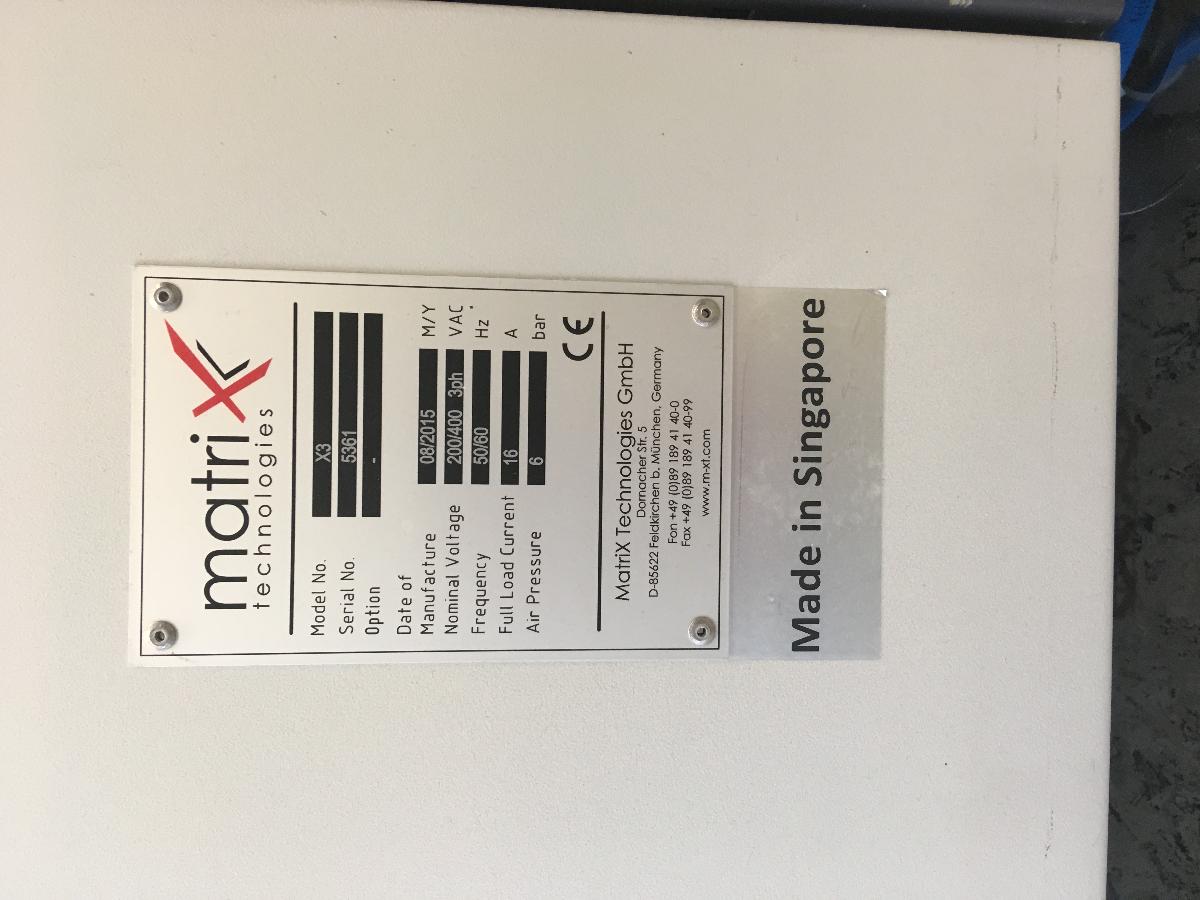 matriX
technologies
Model No. X3
Serial No. 5361
Option -
Date of
Manufacture 08/2015 M/Y
Nominal Voltage 200/400 3ph VAC
Frequency 50/60 Hz
Full Load Current 16 A
Air Pressure 6 bar
CE
MatriX Technologies GmbH
Dornacher Str. 5
D-85622 Feldkirchen b. München, Germany
Fon +49 (0)89 189 41 40-0
Fax +49 (0)89 189 41 40-99
www.m-xt.com
Made in Singapore